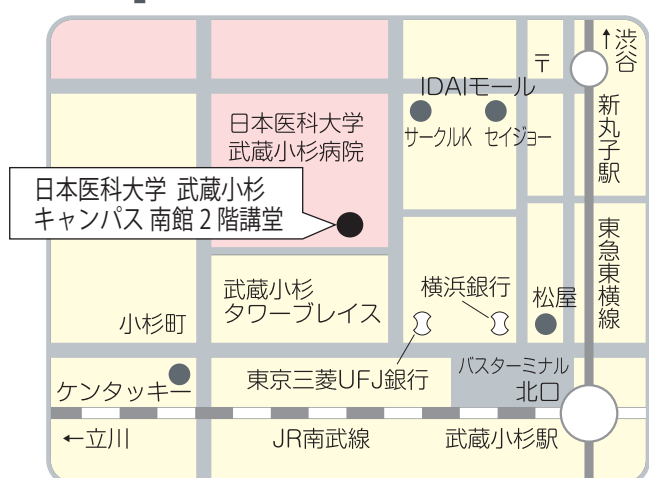 ↑渋谷
〒
IDAIモール
新丸子駅
日本医科大学
武蔵小杉病院
サークルK
セイジョー
日本医科大学 武蔵小杉
キャンパス 南館2階講堂
東急東横線
武蔵小杉
タワープレイス
横浜銀行
松屋
小杉町
バスターミナル
北口
東京三菱UFJ銀行
ケンタッキー
←立川
JR南武線
武蔵小杉駅